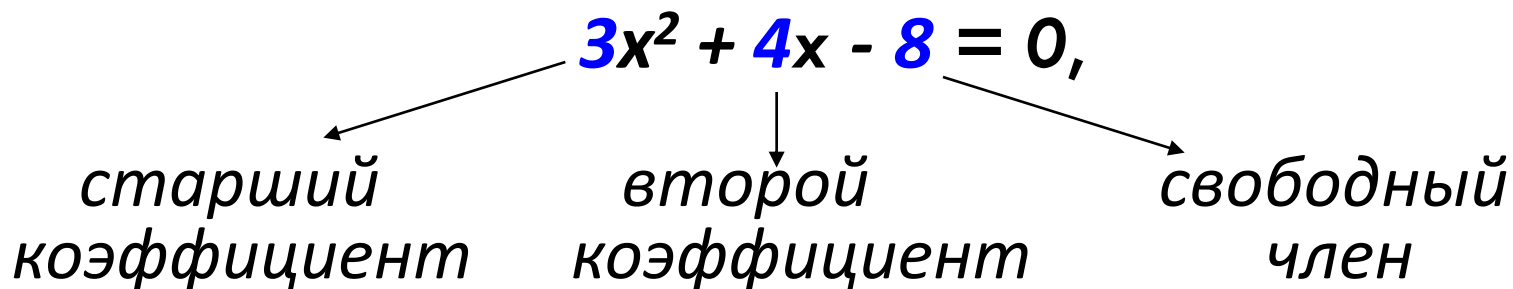 3x² + 4x - 8 = 0,
старший второй свободный
коэффициент коэффициент член